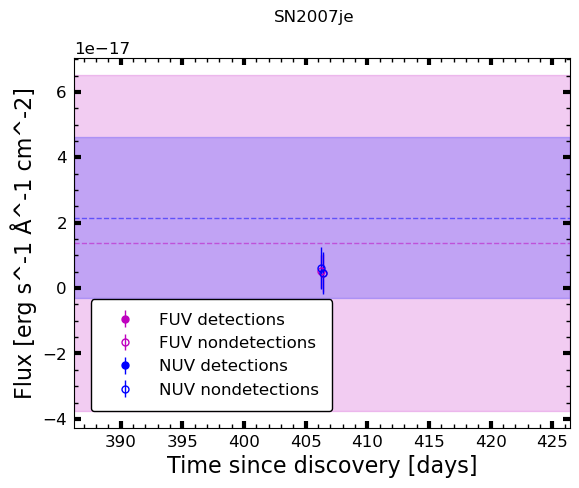 SN2007je
1e−17
Flux [erg s^-1 Å^-1 cm^-2]
6
4
2
0
−2
−4
FUV detections
FUV nondetections
NUV detections
NUV nondetections
390 395 400 405 410 415 420 425
Time since discovery [days]